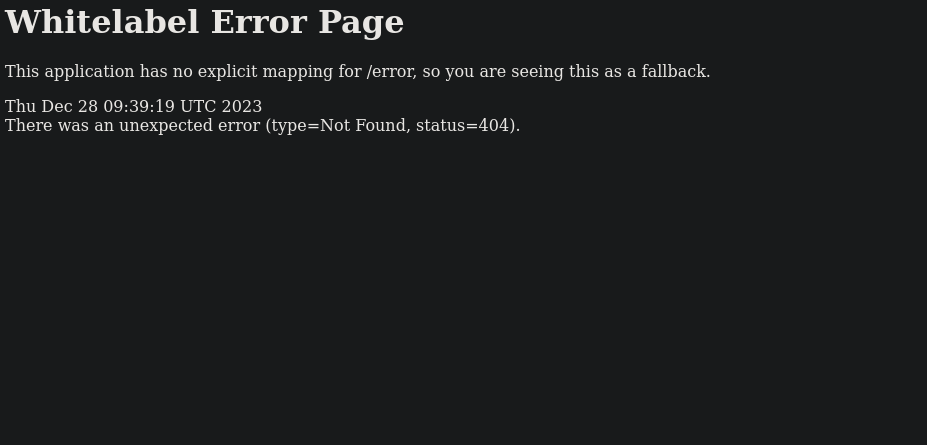 Whitelabel Error Page
This application has no explicit mapping for /error, so you are seeing this as a fallback.
Thu Dec 28 09:39:19 UTC 2023
There was an unexpected error (type=Not Found, status=404).